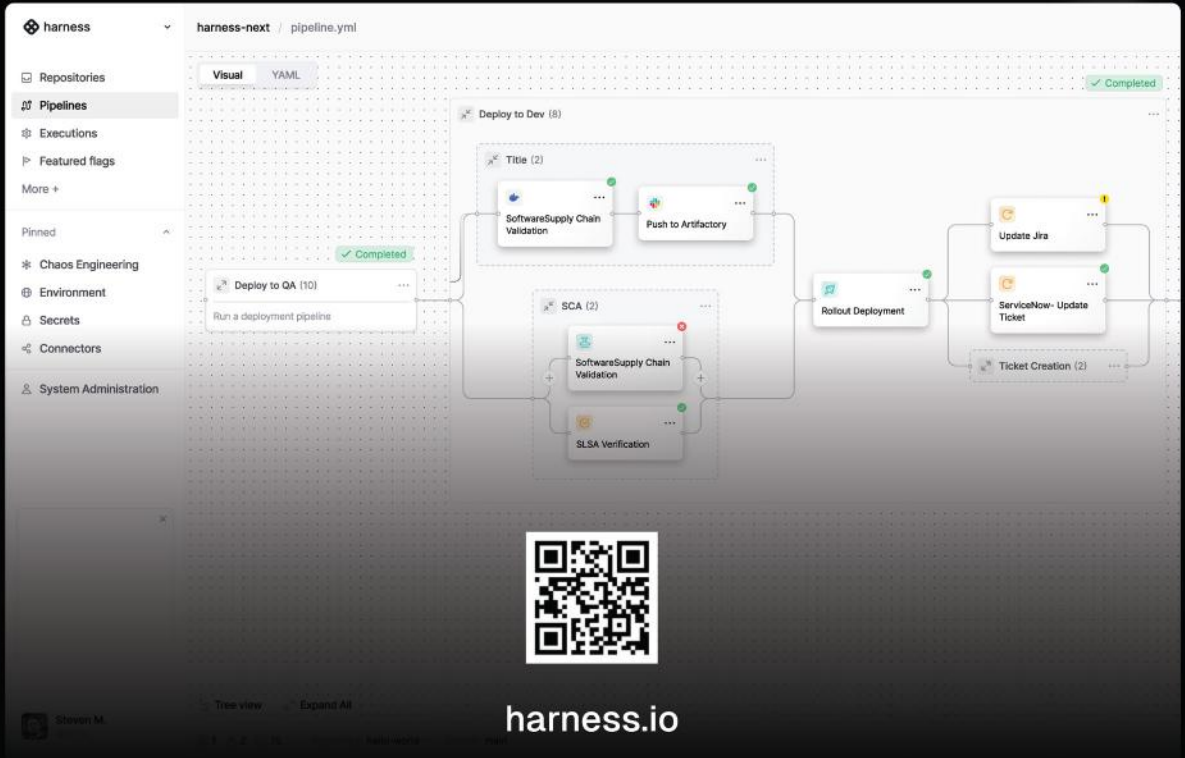 harness
harness-next / pipeline.yml
Repositories
Pipelines
Executions
Featured flags
More +
Pinned
Chaos Engineering
Environment
Secrets
Connectors
System Administration
Visual
YAML
Completed
Deploy to QA (10)
Run a deployment pipeline
Completed
Deploy to Dev (8)
Title (2)
SoftwareSupply Chain
Validation
Push to Artifactory
SCA (2)
SoftwareSupply Chain
Validation
SLSA Verification
Rollout Deployment
Update Jira
ServiceNow- Update
Ticket
Ticket Creation (2)
Tree view
Expand All
Steven M.
harness.io